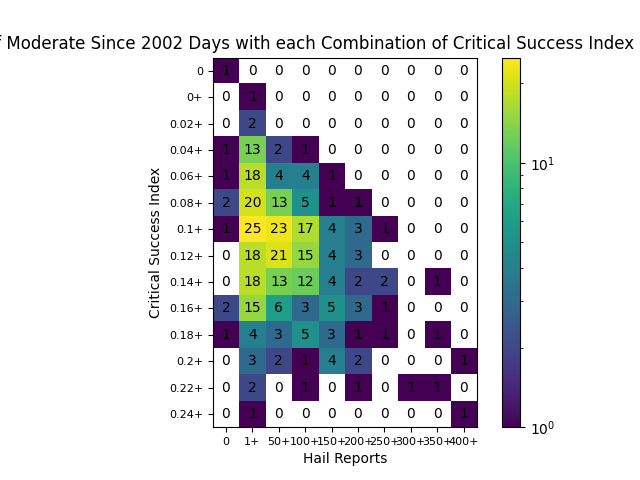 f Moderate Since 2002 Days with each Combination of Critical Success Index
0 1 0 0 0 0 0 0 0 0 0
0+ 0 1 0 0 0 0 0 0 0 0
0.02+ 0 2 0 0 0 0 0 0 0 0
0.04+ 1 13 2 1 0 0 0 0 0 0
0.06+ 1 18 4 4 1 0 0 0 0 0
0.08+ 2 20 13 5 1 1 0 0 0 0
0.1+ 1 25 23 17 4 3 1 0 0 0
0.12+ 0 18 21 15 4 3 0 0 0 0
0.14+ 0 18 13 12 4 2 2 0 1 0
0.16+ 2 15 6 3 5 3 1 0 0 0
0.18+ 1 4 3 5 3 1 1 0 1 0
0.2+ 0 3 2 1 4 2 0 0 0 1
0.22+ 0 2 0 1 0 1 0 1 1 0
0.24+ 0 1 0 0 0 0 0 0 0 1
0 1+ 50+ 100+ 150+ 200+ 250+ 300+ 350+ 400+
Hail Reports
Critical Success Index
10¹
10⁰